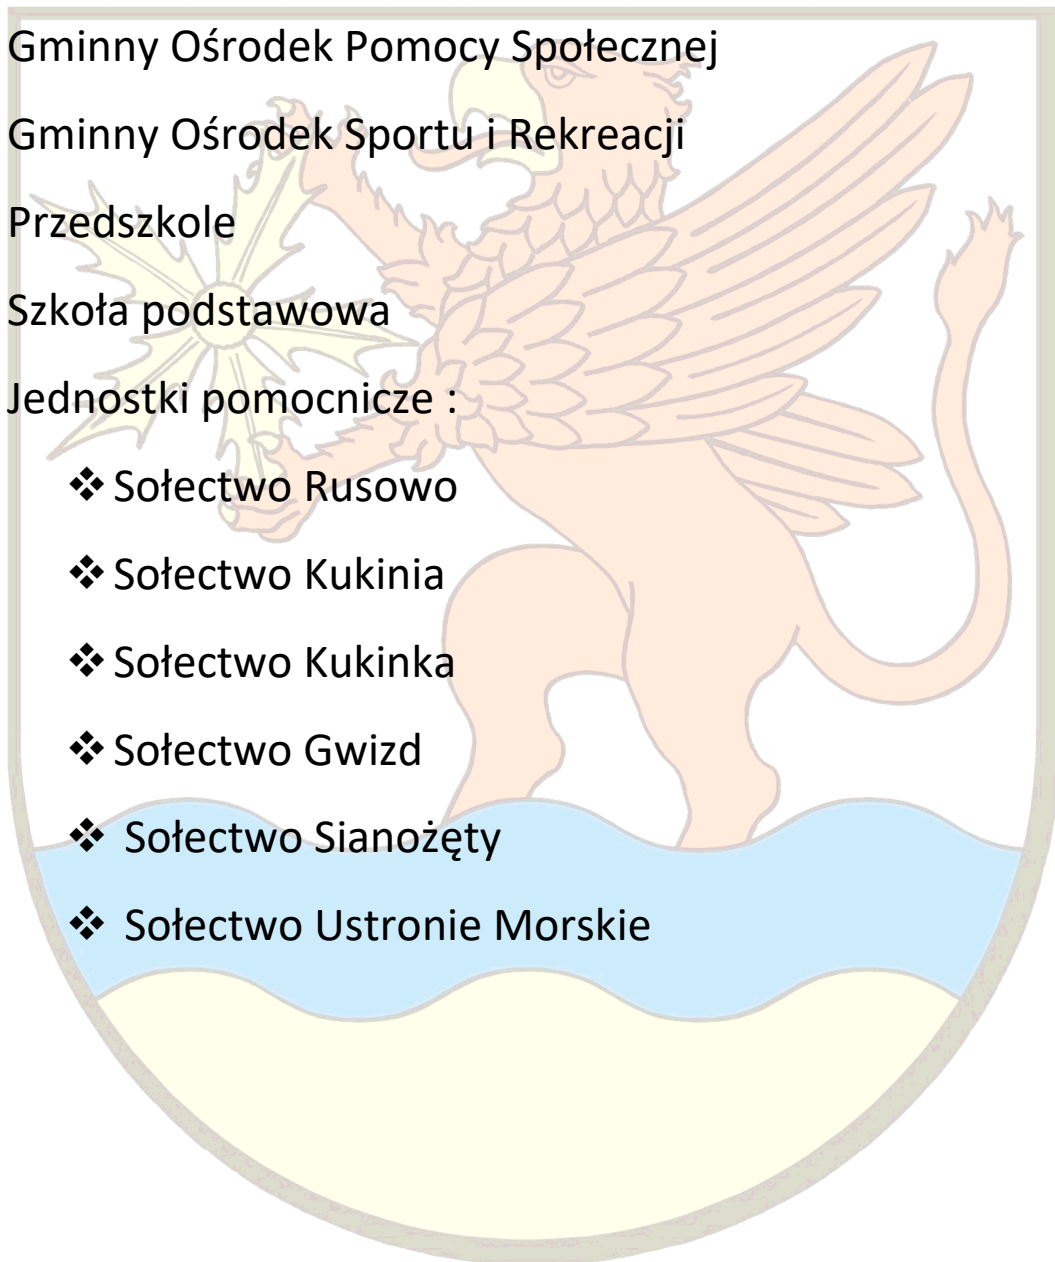 Gminny Ośrodek Pomocy Społecznej
Gminny Ośrodek Sportu i Rekreacji
Przedszkole
Szkoła podstawowa
Jednostki pomocnicze :
❖ Sołectwo Rusowo
❖ Sołectwo Kukinia
❖ Sołectwo Kukinka
❖ Sołectwo Gwizd
❖ Sołectwo Sianożęty
❖ Sołectwo Ustronie Morskie